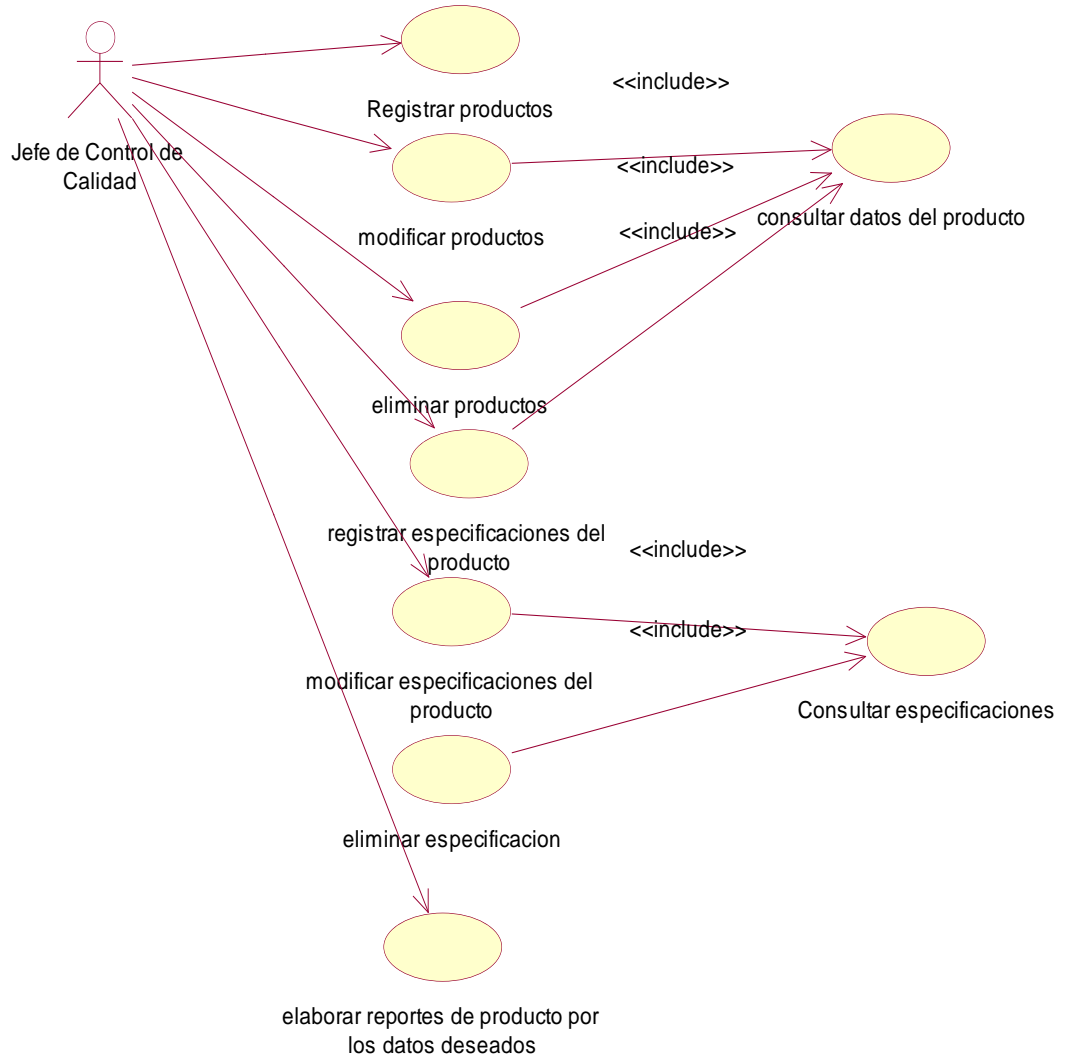 Jefe de Control de
Calidad
Registrar productos
<<include>>
modificar productos
<<include>>
consultar datos del producto
<<include>>
eliminar productos
registrar especificaciones del
producto
<<include>>
modificar especificaciones del
producto
<<include>>
Consultar especificaciones
eliminar especificacion
elaborar reportes de producto por
los datos deseados